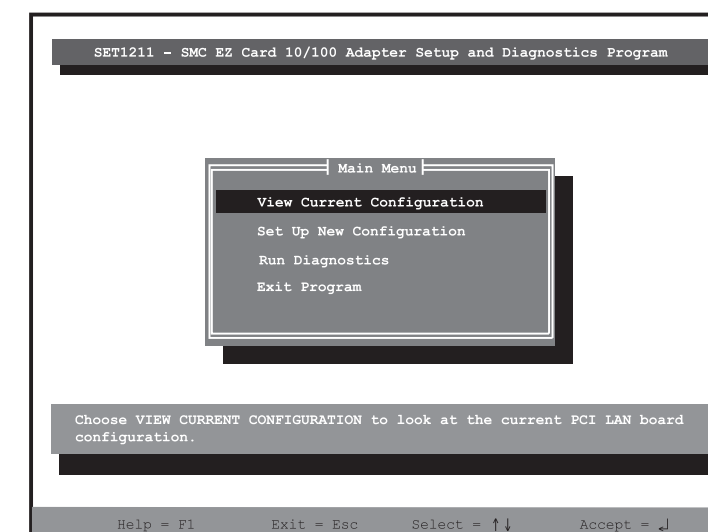 SET1211 – SMC EZ Card 10/100 Adapter Setup and Diagnostics Program
Main Menu
View Current Configuration
Set Up New Configuration
Run Diagnostics
Exit Program
Choose VIEW CURRENT CONFIGURATION to look at the current PCI LAN board
configuration.
Help = F1 Exit = Esc Select = ↑↓ Accept = ↲